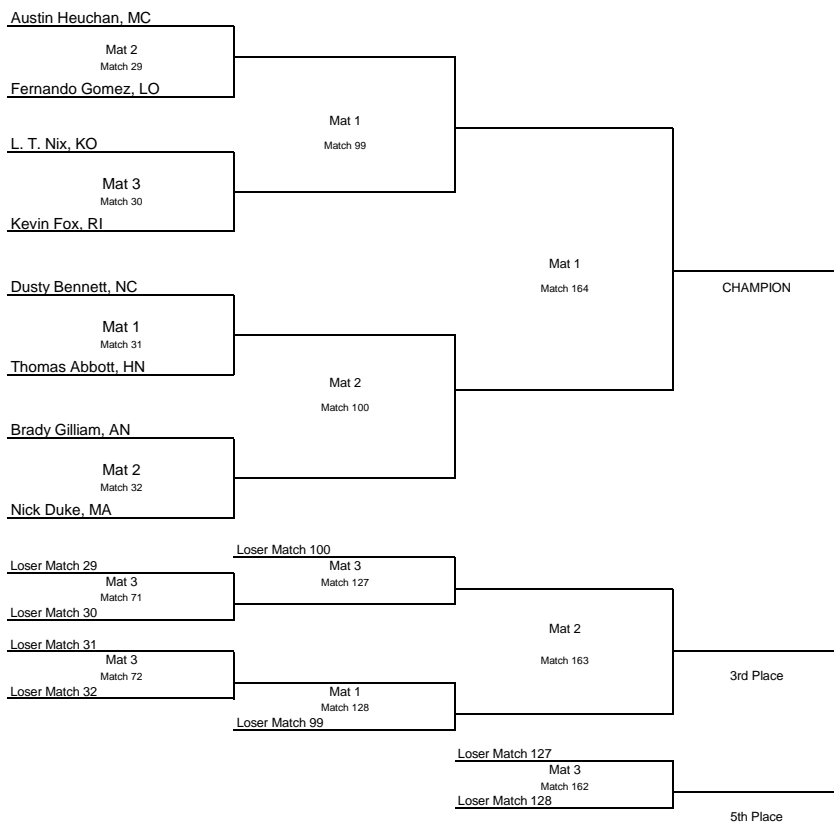 Austin Heuchan, MC
Mat 2
Match 29
Fernando Gomez, LO
Mat 1
Match 99
L. T. Nix, KO
Mat 3
Match 30
Kevin Fox, RI
Mat 1
Match 164
CHAMPION
Dusty Bennett, NC
Mat 1
Match 31
Thomas Abbott, HN
Mat 2
Match 100
Brady Gilliam, AN
Mat 2
Match 32
Nick Duke, MA
Loser Match 100
Loser Match 29
Mat 3
Match 71
Loser Match 30
Mat 3
Match 127
Loser Match 31
Mat 3
Match 72
Loser Match 32
Mat 2
Match 163
3rd Place
Mat 1
Match 128
Loser Match 99
Loser Match 127
Mat 3
Match 162
Loser Match 128
5th Place